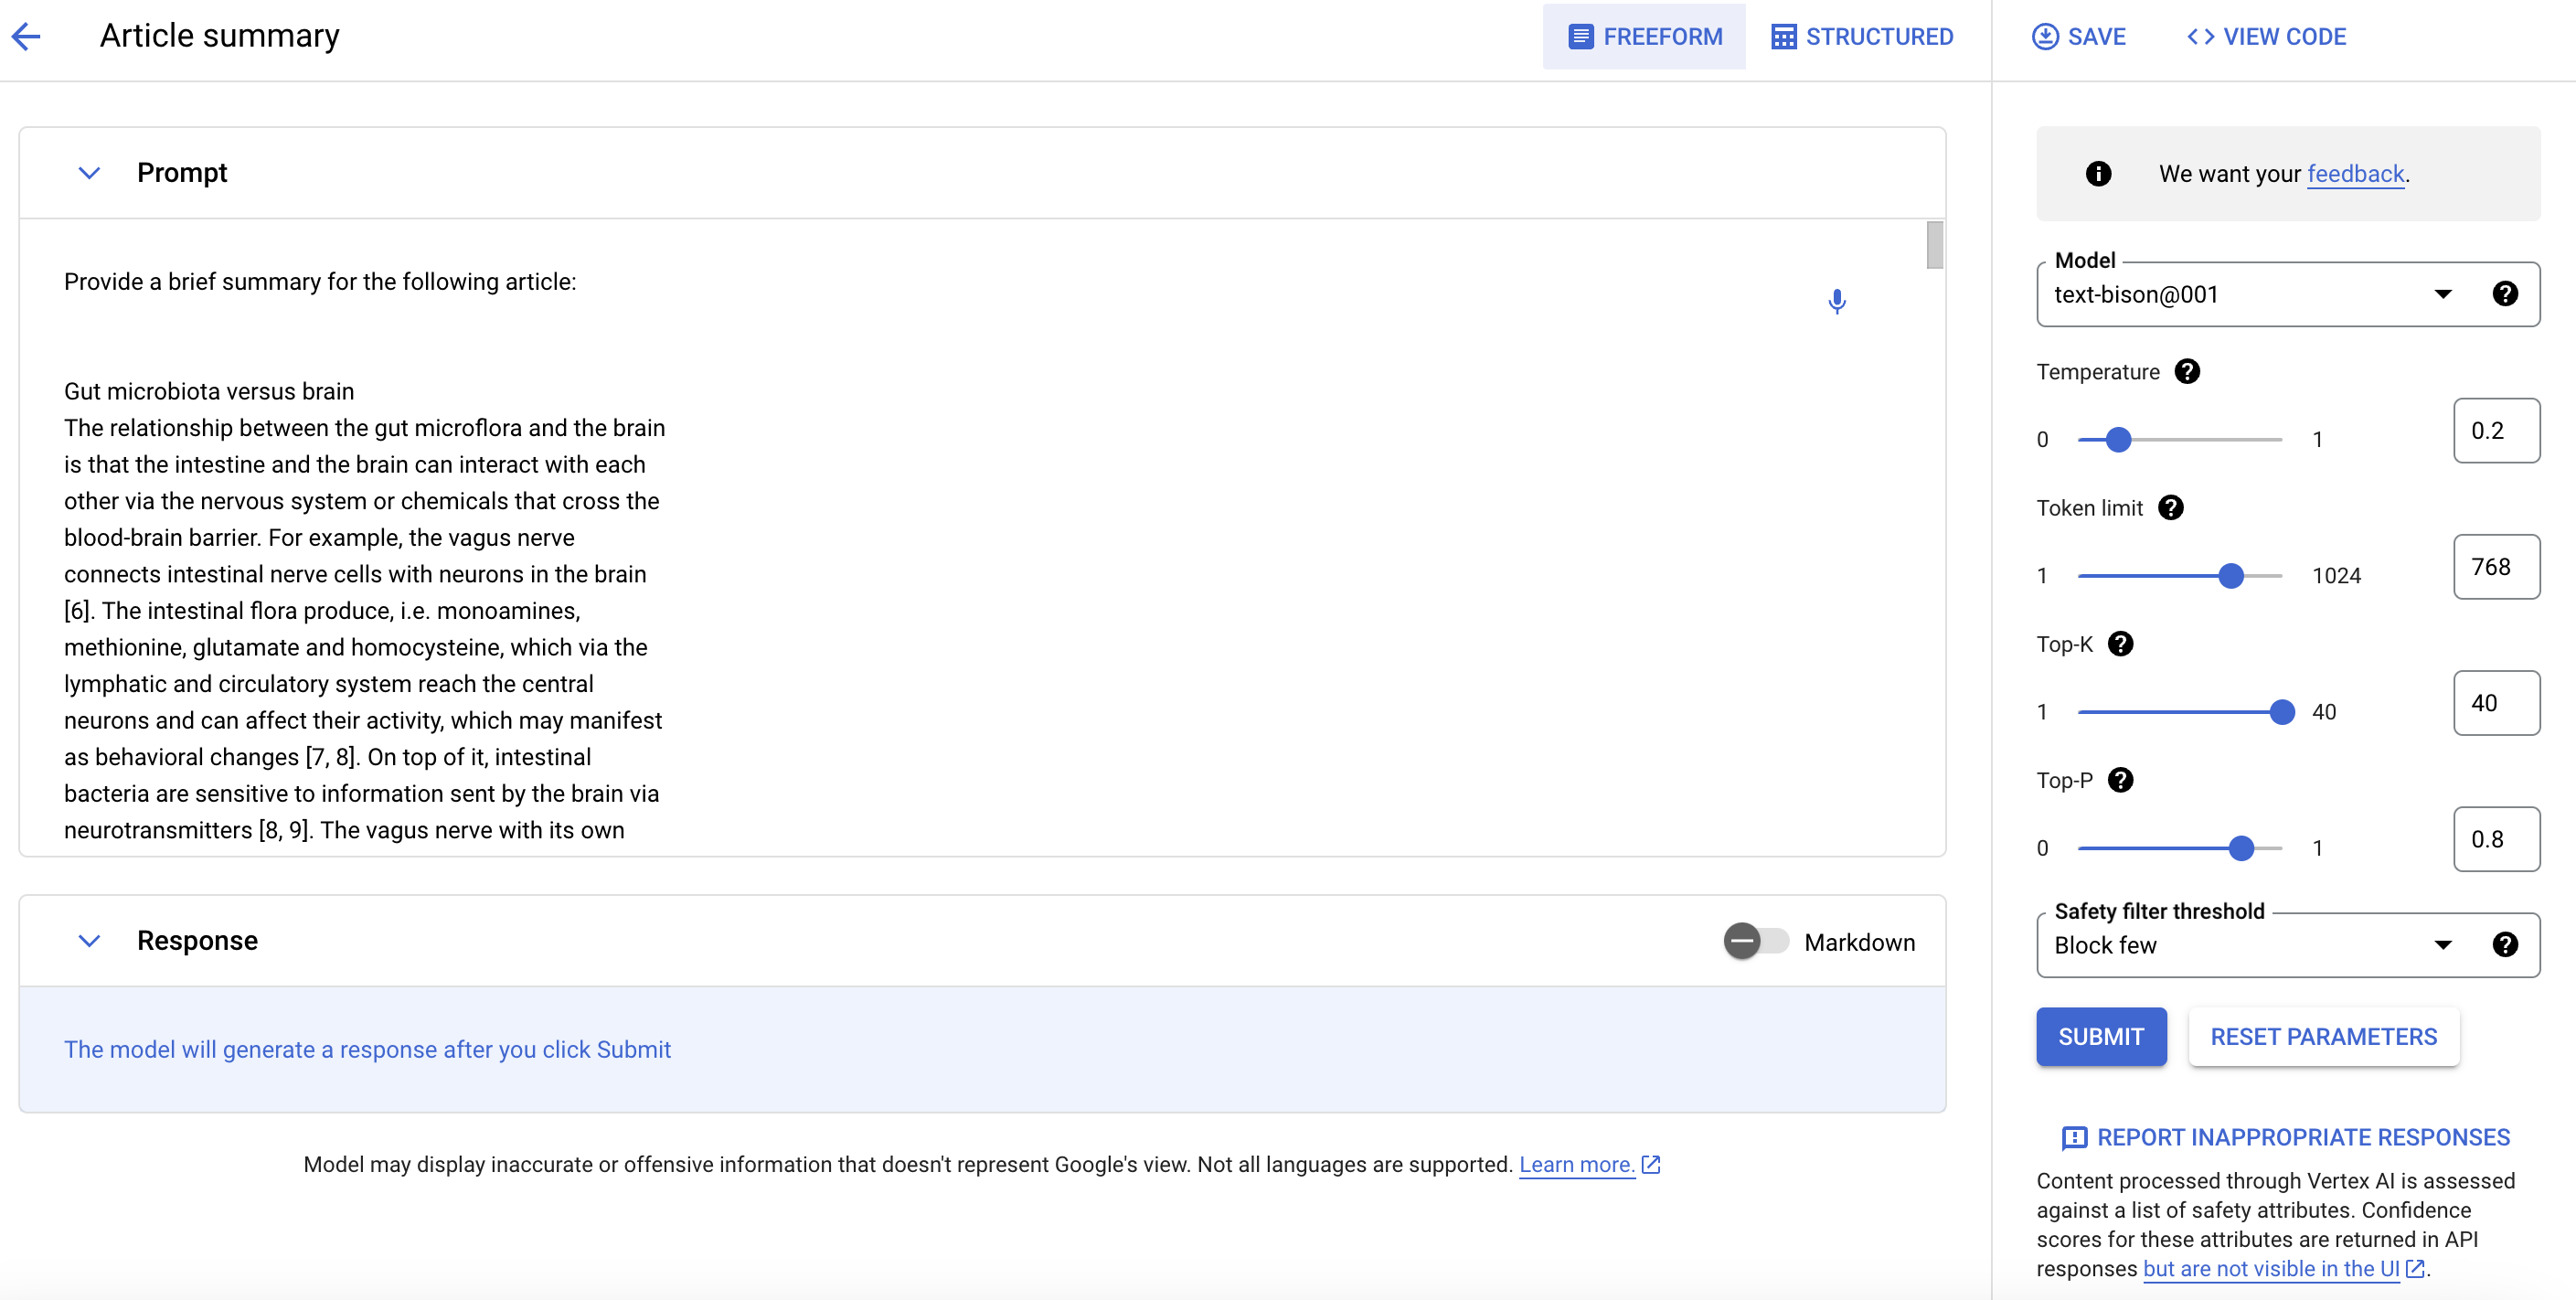 Article summary
FREEFORM
STRUCTURED
SAVE
<> VIEW CODE
Prompt
Provide a brief summary for the following article:
Gut microbiota versus brain
The relationship between the gut microflora and the brain
is that the intestine and the brain can interact with each
other via the nervous system or chemicals that cross the
blood-brain barrier. For example, the vagus nerve
connects intestinal nerve cells with neurons in the brain
[6]. The intestinal flora produce, i.e. monoamines,
methionine, glutamate and homocysteine, which via the
lymphatic and circulatory system reach the central
neurons and can affect their activity, which may manifest
as behavioral changes [7, 8]. On top of it, intestinal
bacteria are sensitive to information sent by the brain via
neurotransmitters [8, 9]. The vagus nerve with its own
Response
Markdown
The model will generate a response after you click Submit
Model may display inaccurate or offensive information that doesn't represent Google's view. Not all languages are supported. Learn more.
We want your feedback.
Model
text-bison@001
Temperature
0 1 0.2
Token limit
1 1024 768
Top-K
1 40 40
Top-P
0 1 0.8
Safety filter threshold
Block few
SUBMIT
RESET PARAMETERS
REPORT INAPPROPRIATE RESPONSES
Content processed through Vertex AI is assessed
against a list of safety attributes. Confidence
scores for these attributes are returned in API
responses but are not visible in the UI.